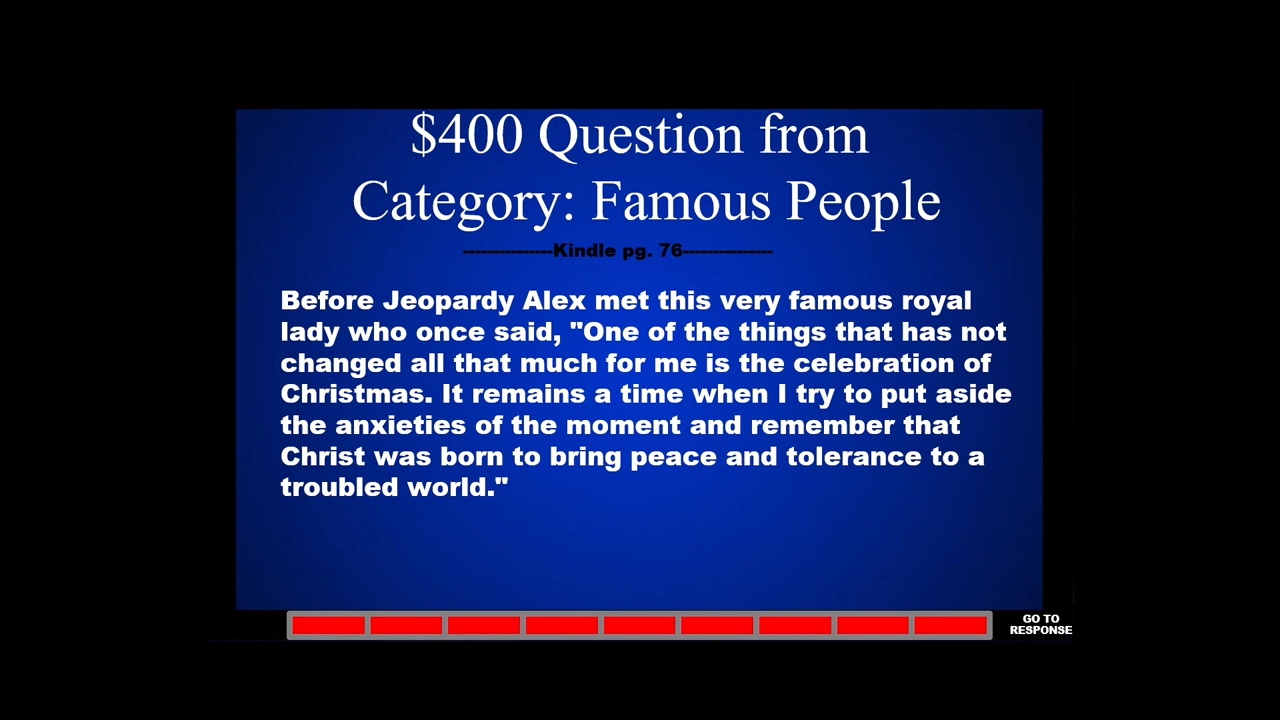 $400 Question from
Category: Famous People
---------------Kindle pg. 76---------------
Before Jeopardy Alex met this very famous royal
lady who once said, "One of the things that has not
changed all that much for me is the celebration of
Christmas. It remains a time when I try to put aside
the anxieties of the moment and remember that
Christ was born to bring peace and tolerance to a
troubled world."
GO TO
RESPONSE